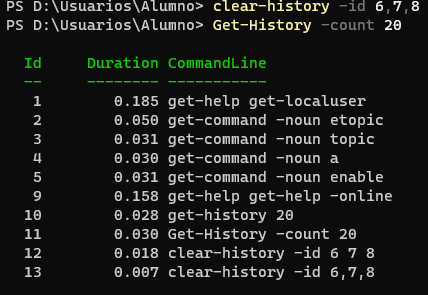 PS D:\Usuarios\Alumno> clear-history -id 6,7,8
PS D:\Usuarios\Alumno> Get-History -count 20
Id Duration CommandLine
-- -------- -----------
1 0.185 get-help get-localuser
2 0.050 get-command -noun etopic
3 0.031 get-command -noun topic
4 0.030 get-command -noun a
5 0.031 get-command -noun enable
9 0.158 get-help get-help -online
10 0.028 get-history 20
11 0.030 Get-History -count 20
12 0.018 clear-history -id 6 7 8
13 0.007 clear-history -id 6,7,8